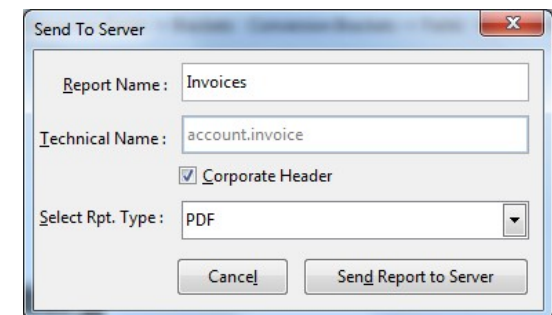 Send To Server
Report Name : Invoices
Technical Name : account.invoice
Corporate Header
Select Rpt. Type : PDF
Cancel Send Report to Server